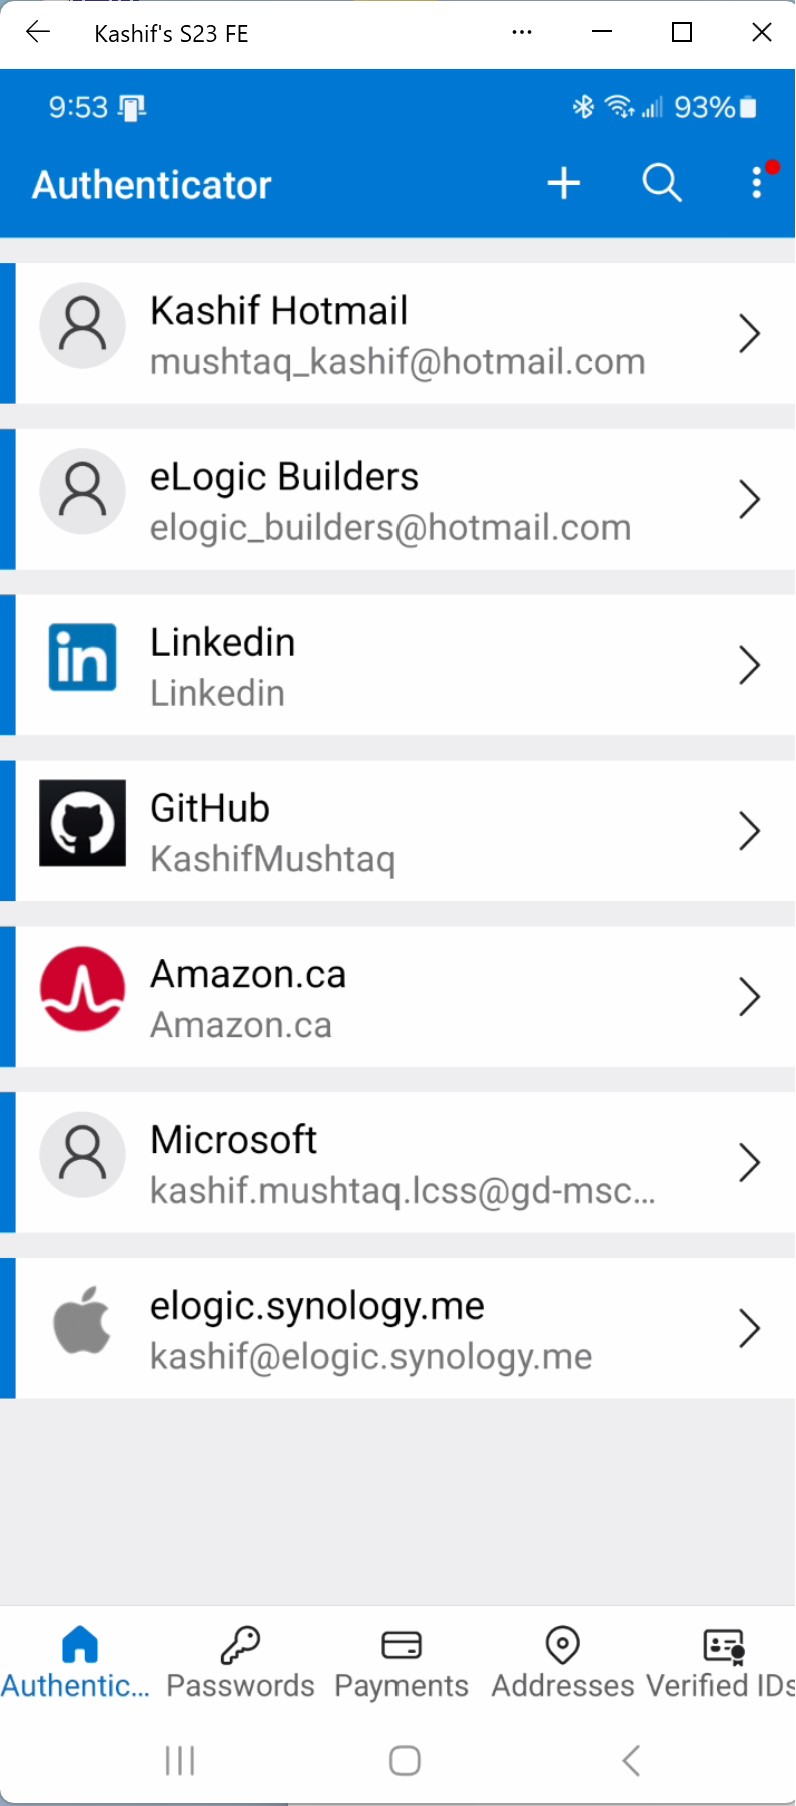 Kashif's S23 FE
9:53
93%
Authenticator
Kashif Hotmail
mushtaq_kashif@hotmail.com
eLogic Builders
elogic_builders@hotmail.com
in
Linkedin
Linkedin
GitHub
KashifMushtaq
Amazon.ca
Amazon.ca
Microsoft
kashif.mushtaq.lcss@gd-msc...
elogic.synology.me
kashif@elogic.synology.me
Authentic... Passwords Payments Addresses Verified IDs